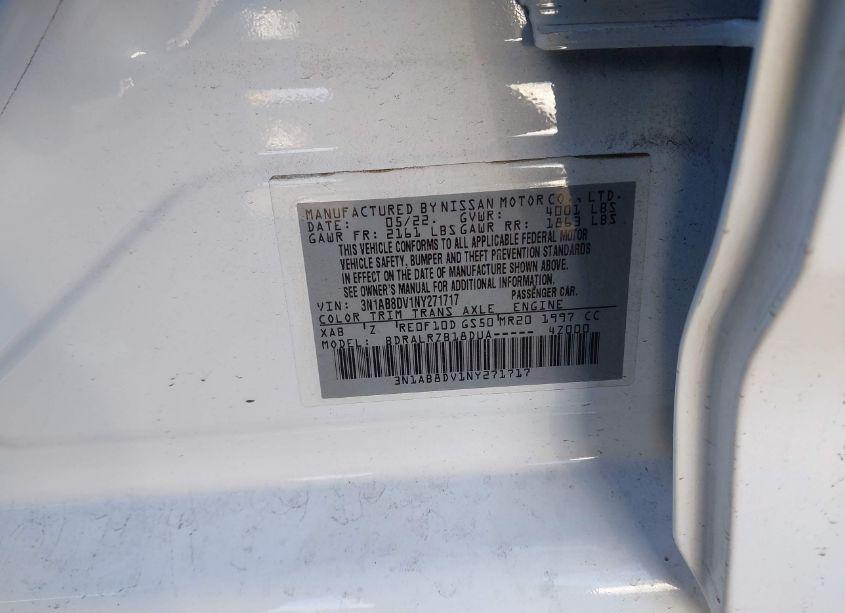 MANUFACTURED BY NISSAN MOTOR CO., LTD.
DATE: 05/22. GVWR: 4001 LBS
GAWR FR: 2161 LBS GAWR RR: 1863 LBS
THIS VEHICLE CONFORMS TO ALL APPLICABLE FEDERAL MOTOR
VEHICLE SAFETY, BUMPER AND THEFT PREVENTION STANDARDS
IN EFFECT ON THE DATE OF MANUFACTURE SHOWN ABOVE.
SEE OWNER'S MANUAL FOR ADDITIONAL INFORMATION.
VIN: 3N1AB8DV1NY271717 PASSENGER CAR.
COLOR TRIM TRANS AXLE ENGINE
XAB Z RE0F10D GS50 MR20 1997 CC
MODEL: BDRALRZB18DUA----- 4Z000
3N1AB8DV1NY271717